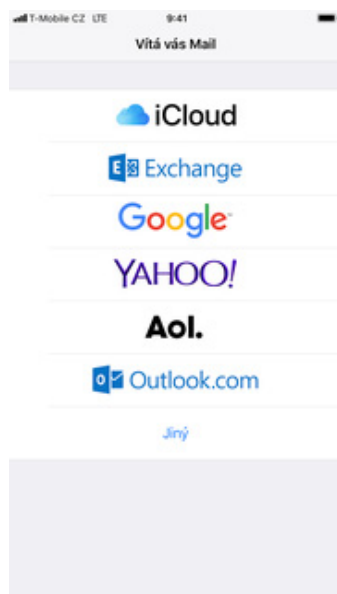 T-Mobile CZ LTE 9:41
Vítá vás Mail
iCloud
Exchange
Google
YAHOO!
Aol.
Outlook.com
Jiný